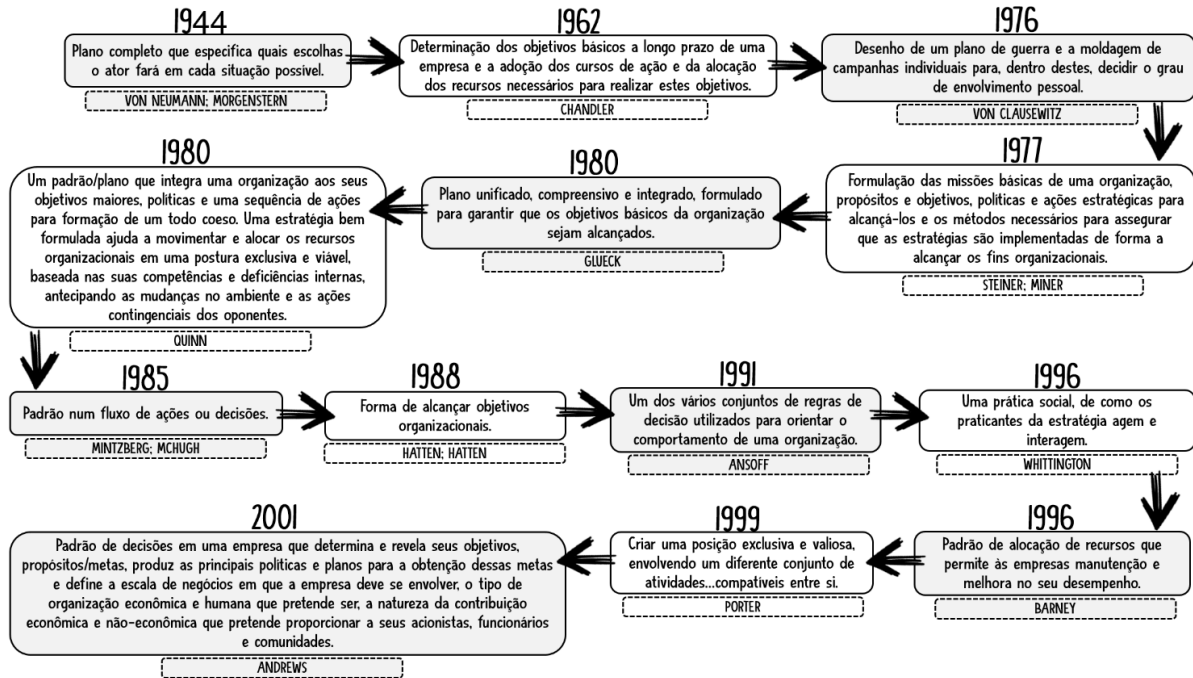 1944
Plano completo que especifica quais escolhas
o ator fará em cada situação possível.
VON NEUMANN; MORGENSTERN
1962
Determinação dos objetivos básicos a longo prazo de uma
empresa e a adoção dos cursos de ação e da alocação
dos recursos necessários para realizar estes objetivos.
CHANDLER
1976
Desenho de um plano de guerra e a moldagem de
campanhas individuais para, dentro destes, decidir o grau
de envolvimento pessoal.
VON CLAUSEWITZ
1977
Formulação das missões básicas de uma organização,
propósitos e objetivos, políticas e ações estratégicas para
alcançá-los e os métodos necessários para assegurar
que as estratégias são implementadas de forma a
alcançar os fins organizacionais.
STEINER; MINER
1980
Plano unificado, compreensivo e integrado, formulado
para garantir que os objetivos básicos da organização
sejam alcançados.
GLUECK
1980
Um padrão/plano que integra uma organização aos seus
objetivos maiores, políticas e uma sequência de ações
para formação de um todo coeso. Uma estratégia bem
formulada ajuda a movimentar e alocar os recursos
organizacionais em uma postura exclusiva e viável,
baseada nas suas competências e deficiências internas,
antecipando as mudanças no ambiente e as ações
contingenciais dos oponentes.
QUINN
1985
Padrão num fluxo de ações ou decisões.
MINTZBERG; MCHUGH
1988
Forma de alcançar objetivos
organizacionais.
HATTEN; HATTEN
1991
Um dos vários conjuntos de regras de
decisão utilizados para orientar o
comportamento de uma organização.
ANSOFF
1996
Uma prática social, de como os
praticantes da estratégia agem e
interagem.
WHITTINGTON
1996
Padrão de alocação de recursos que
permite às empresas manutenção e
melhora no seu desempenho.
BARNEY
1999
Criar uma posição exclusiva e valiosa,
envolvendo um diferente conjunto de
atividades...compatíveis entre si.
PORTER
2001
Padrão de decisões em uma empresa que determina e revela seus objetivos,
propósitos/metas, produz as principais políticas e planos para a obtenção dessas metas
e define a escala de negócios em que a empresa deve se envolver, o tipo de
organização econômica e humana que pretende ser, a natureza da contribuição
econômica e não-econômica que pretende proporcionar a seus acionistas, funcionários
e comunidades.
ANDREWS